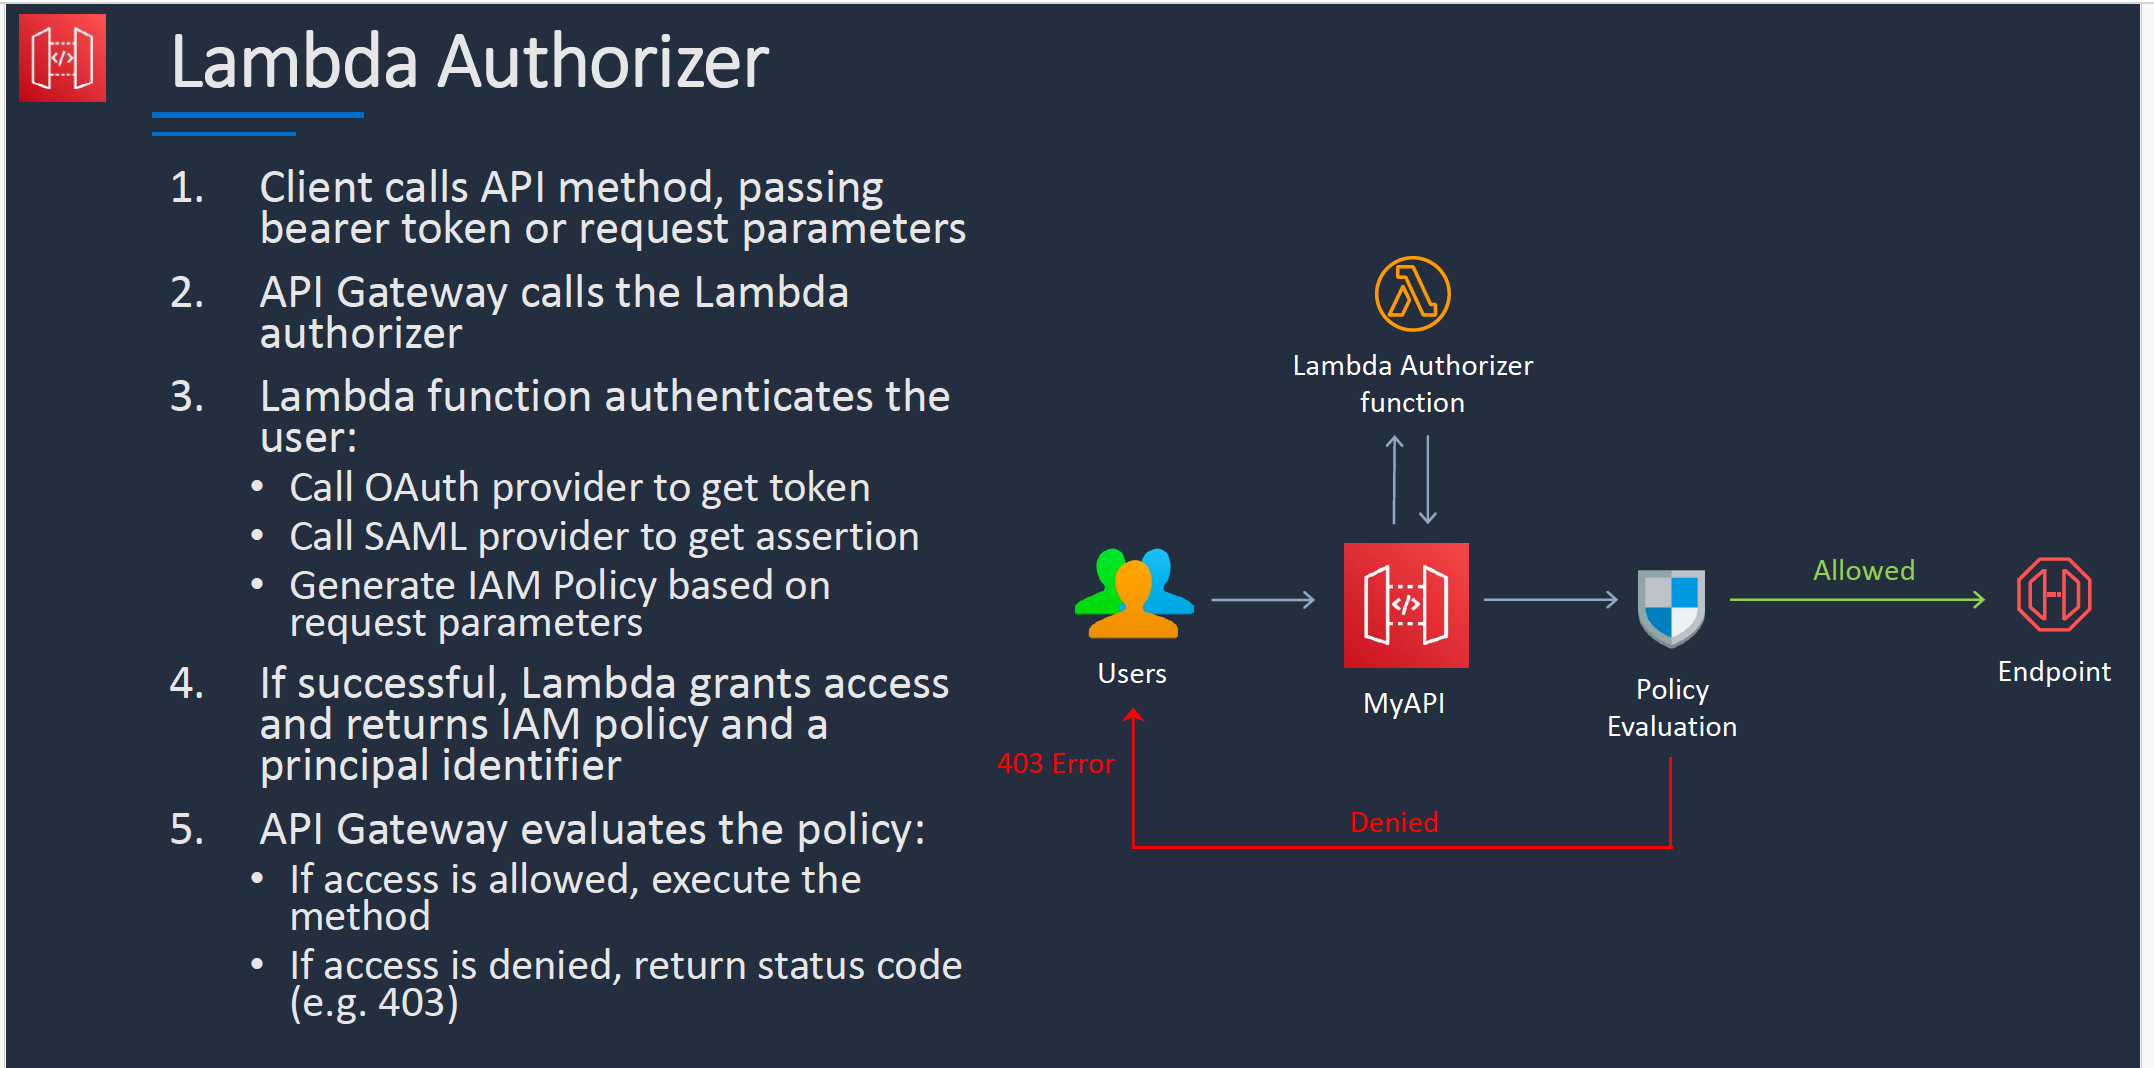 Lambda Authorizer
1. Client calls API method, passing
bearer token or request parameters
2. API Gateway calls the Lambda
authorizer
3. Lambda function authenticates the
user:
• Call OAuth provider to get token
• Call SAML provider to get assertion
• Generate IAM Policy based on
request parameters
4. If successful, Lambda grants access
and returns IAM policy and a
principal identifier
5. API Gateway evaluates the policy:
• If access is allowed, execute the
method
• If access is denied, return status code
(e.g. 403)
Lambda Authorizer
function
Users
MyAPI
Policy
Evaluation
Allowed
Endpoint
403 Error
Denied